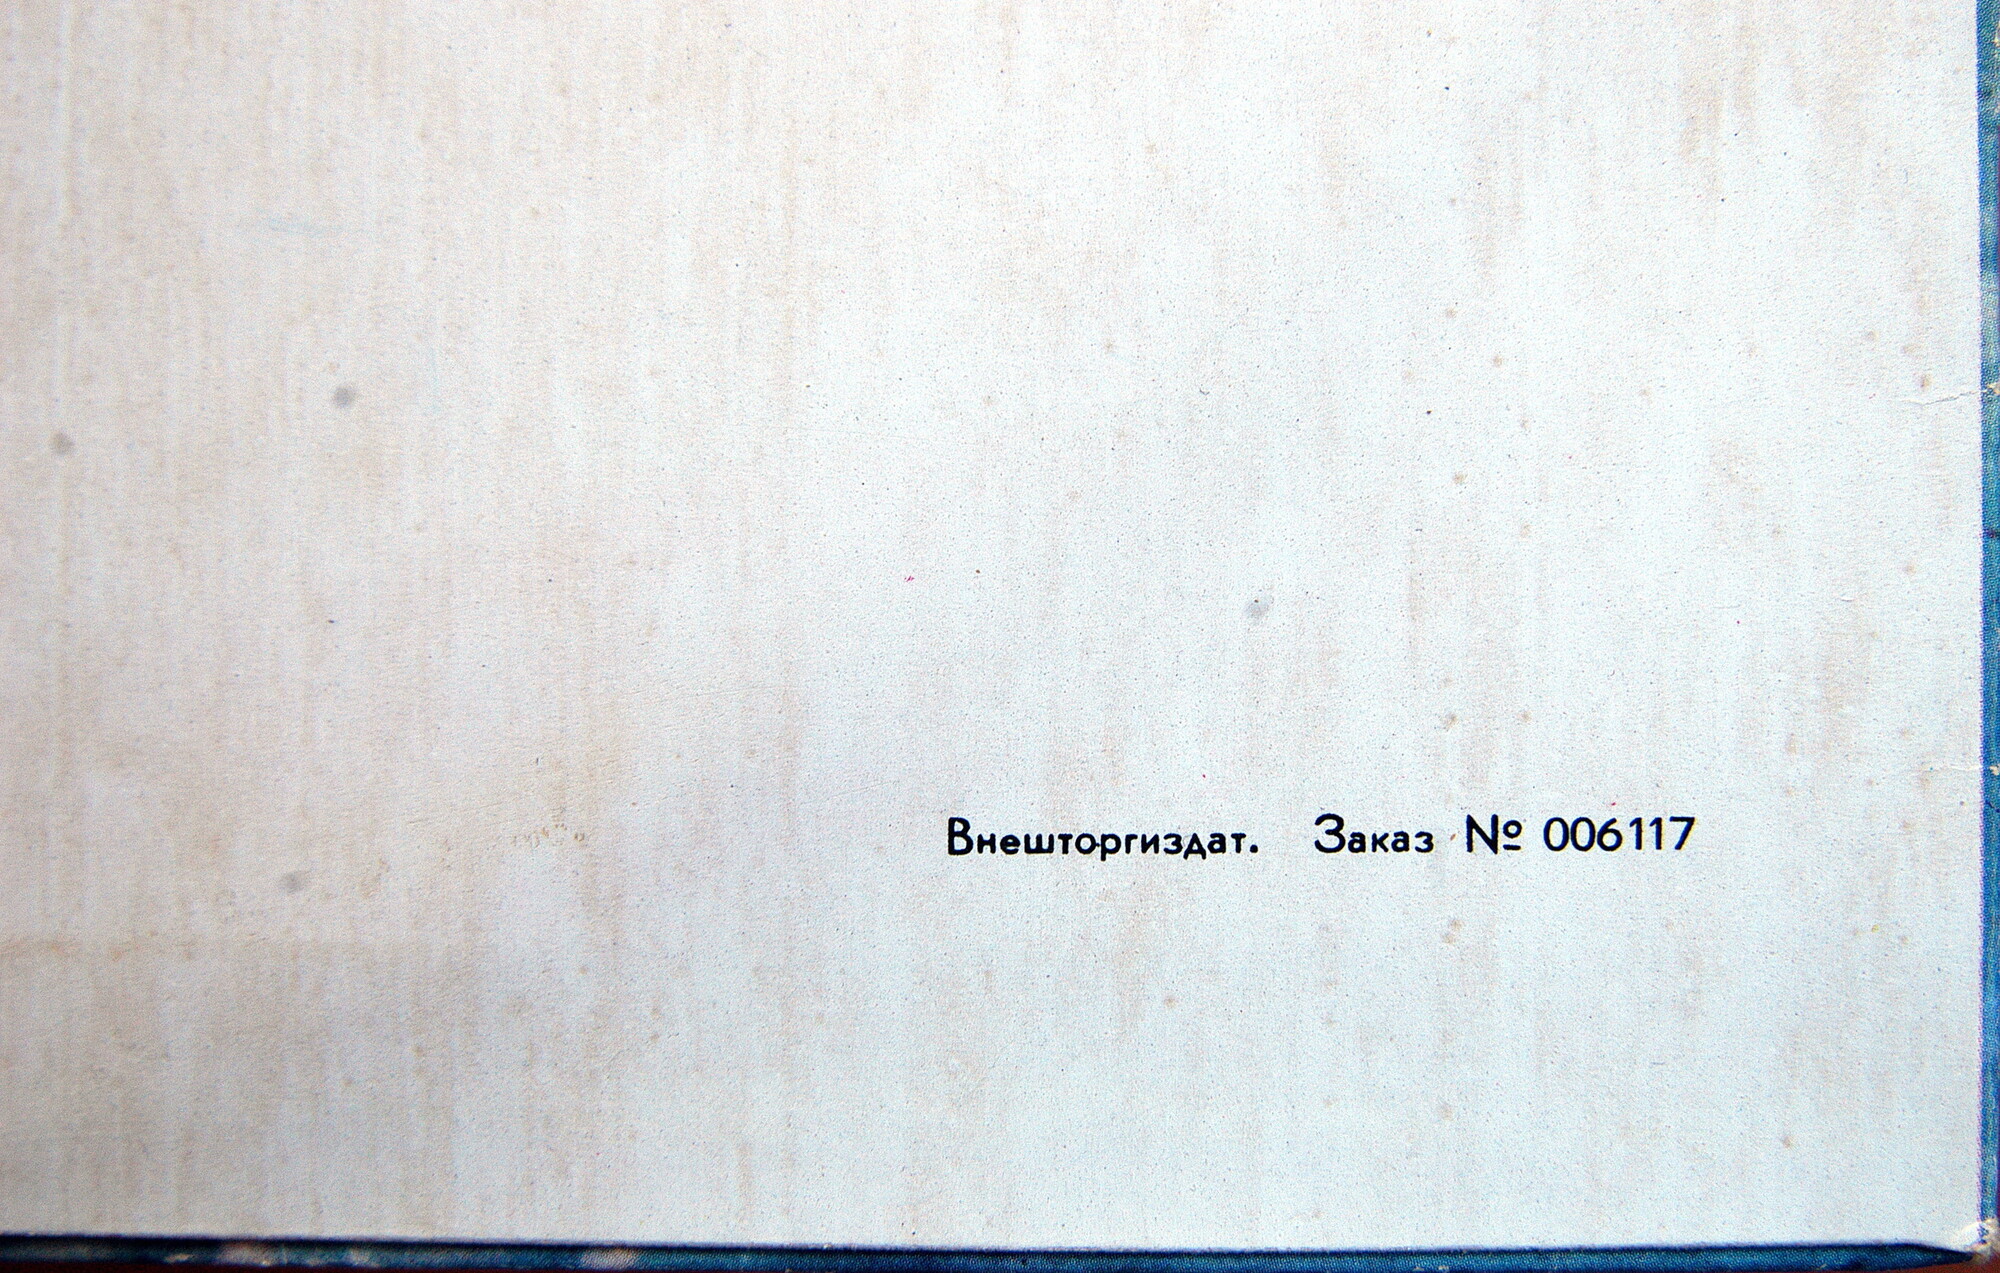 Внешторгиздат. Заказ № 006117